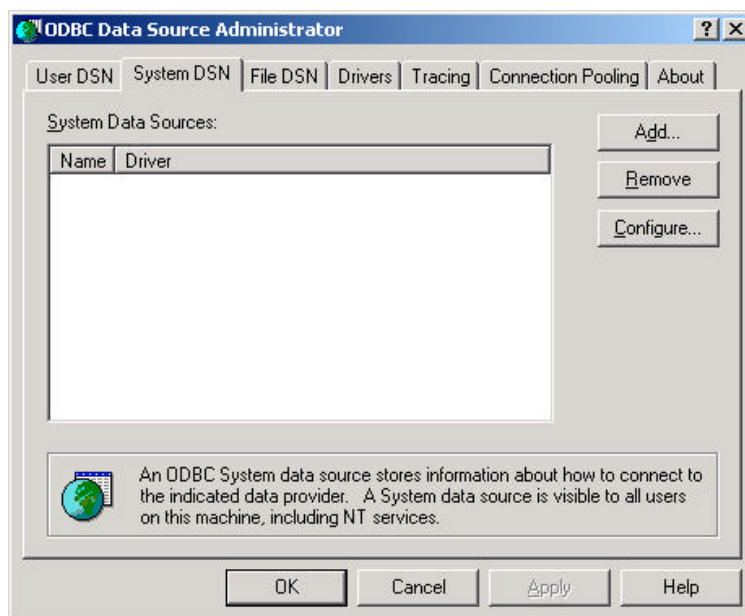 ODBC Data Source Administrator
User DSN System DSN File DSN Drivers Tracing Connection Pooling About
System Data Sources:
Name Driver
Add...
Remove
Configure...
An ODBC System data source stores information about how to connect to
the indicated data provider. A System data source is visible to all users
on this machine, including NT services.
OK Cancel Apply Help